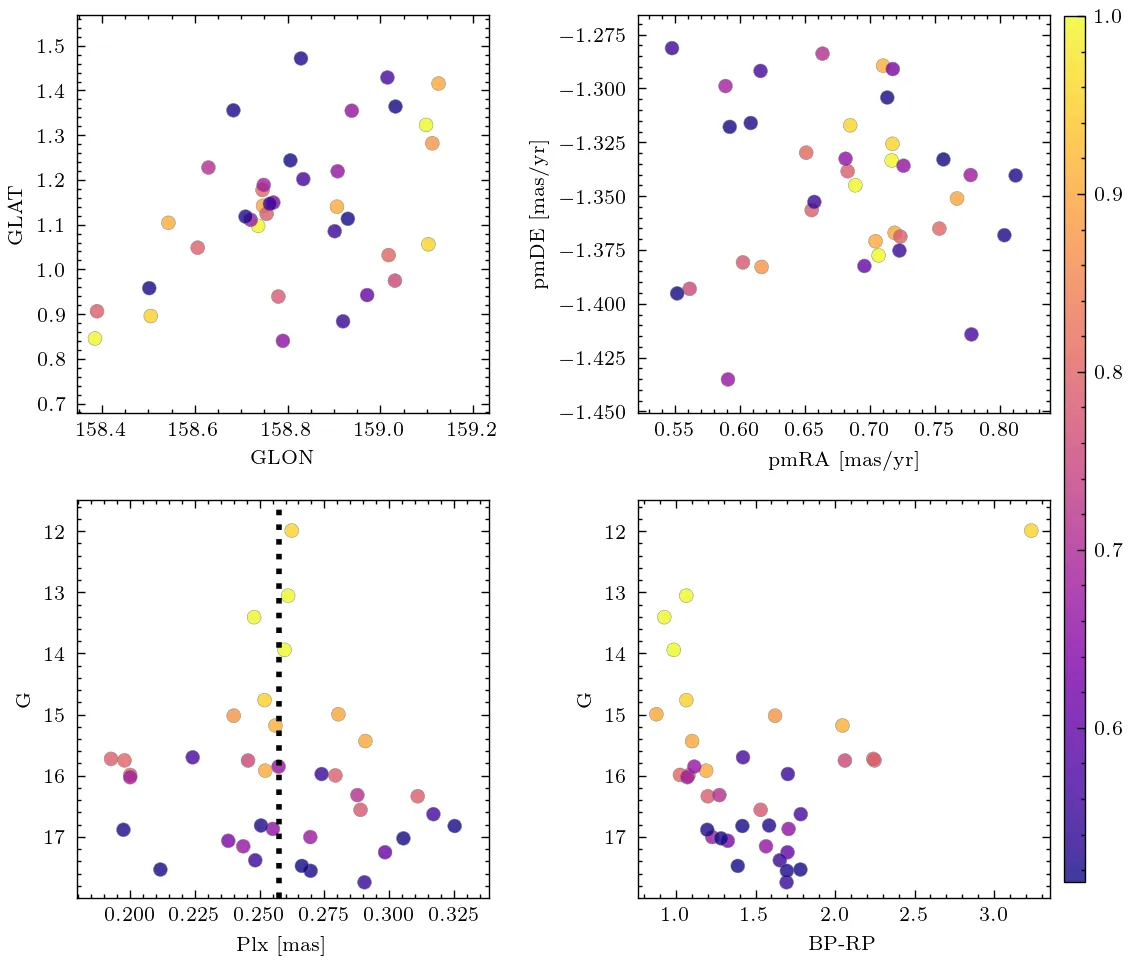 1.5
1.4
1.3
1.2
1.1
1.0
0.9
0.8
0.7
GLAT
158.4 158.6 158.8 159.0 159.2
GLON
−1.275
−1.300
−1.325
−1.350
−1.375
−1.400
−1.425
−1.450
pmDE [mas/yr]
0.55 0.60 0.65 0.70 0.75 0.80
pmRA [mas/yr]
1.0
0.9
0.8
0.7
0.6
12
13
14
15
16
17
G
0.200 0.225 0.250 0.275 0.300 0.325
Plx [mas]
12
13
14
15
16
17
G
1.0 1.5 2.0 2.5 3.0
BP-RP